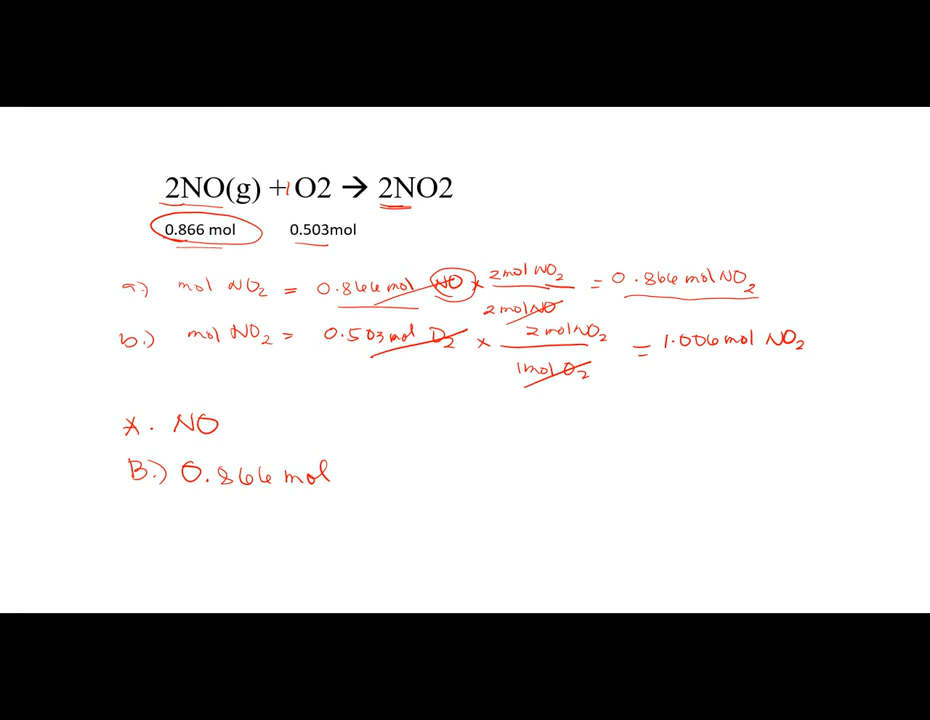 2NO(g) +1 O2 → 2NO2
0.866 mol 0.503mol
a.) mol NO2 = 0.866 mol NO × 2 mol NO2 / 2 mol NO = 0.866 mol NO2
b.) mol NO2 = 0.503 mol O2 × 2 mol NO2 / 1 mol O2 = 1.006 mol NO2
A. NO
B.) 0.866 mol